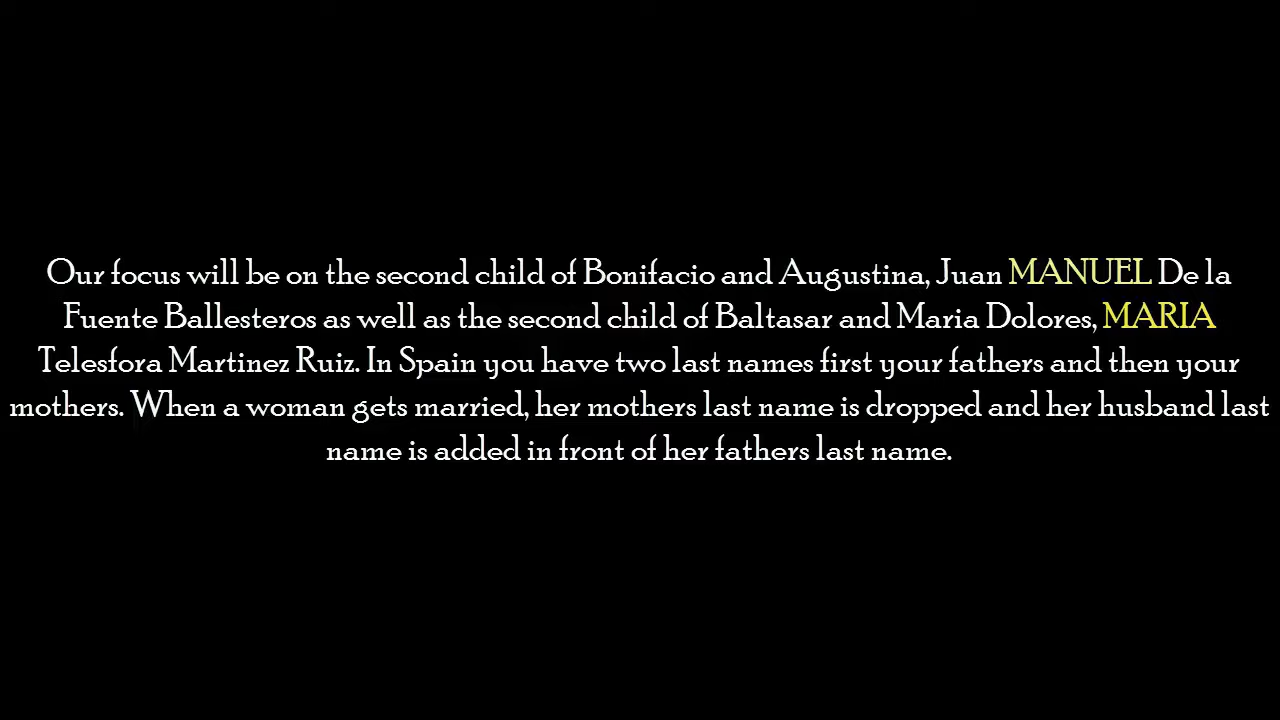 Our focus will be on the second child of Bonifacio and Augustina, Juan MANUEL De la
Fuente Ballesteros as well as the second child of Baltasar and Maria Dolores, MARIA
Telesfora Martinez Ruiz. In Spain you have two last names first your fathers and then your
mothers. When a woman gets married, her mothers last name is dropped and her husband last
name is added in front of her fathers last name.